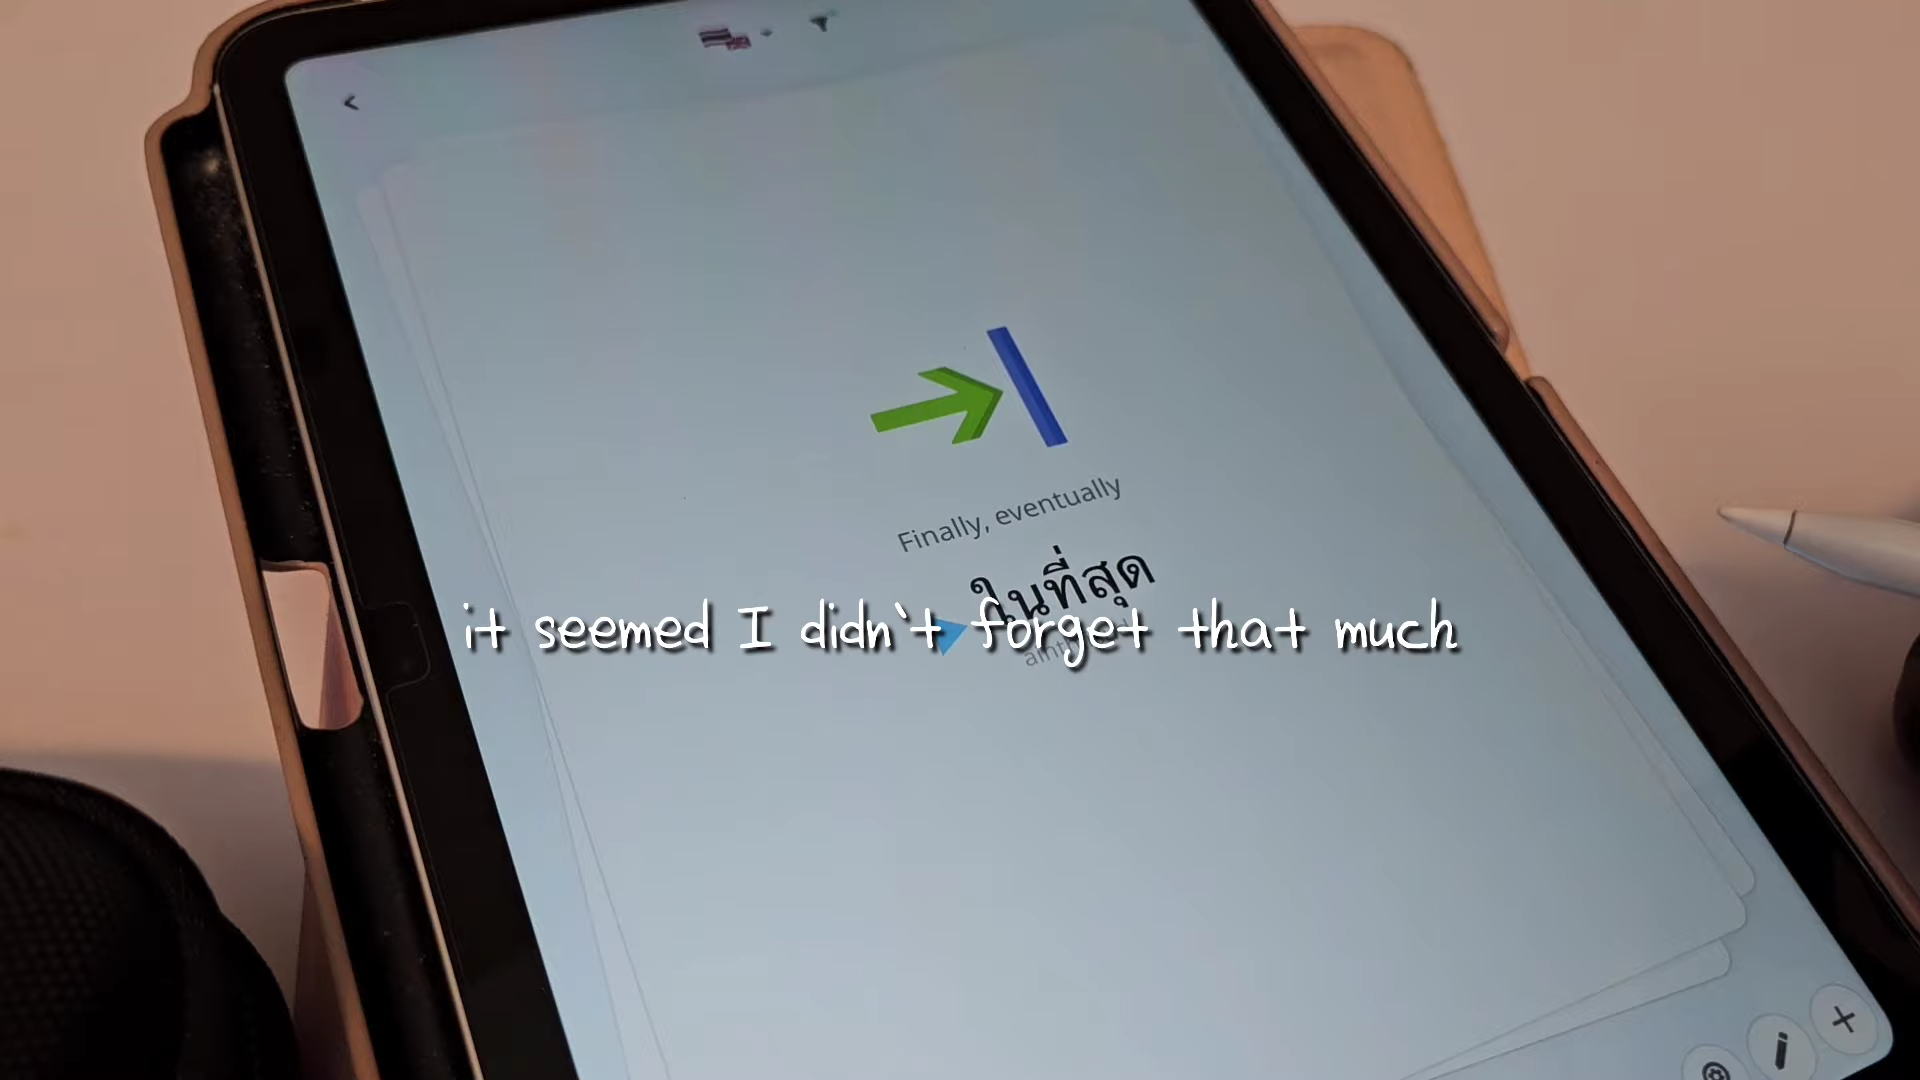 Finally, eventually
ในที่สุด
it seemed I didn't forget that much